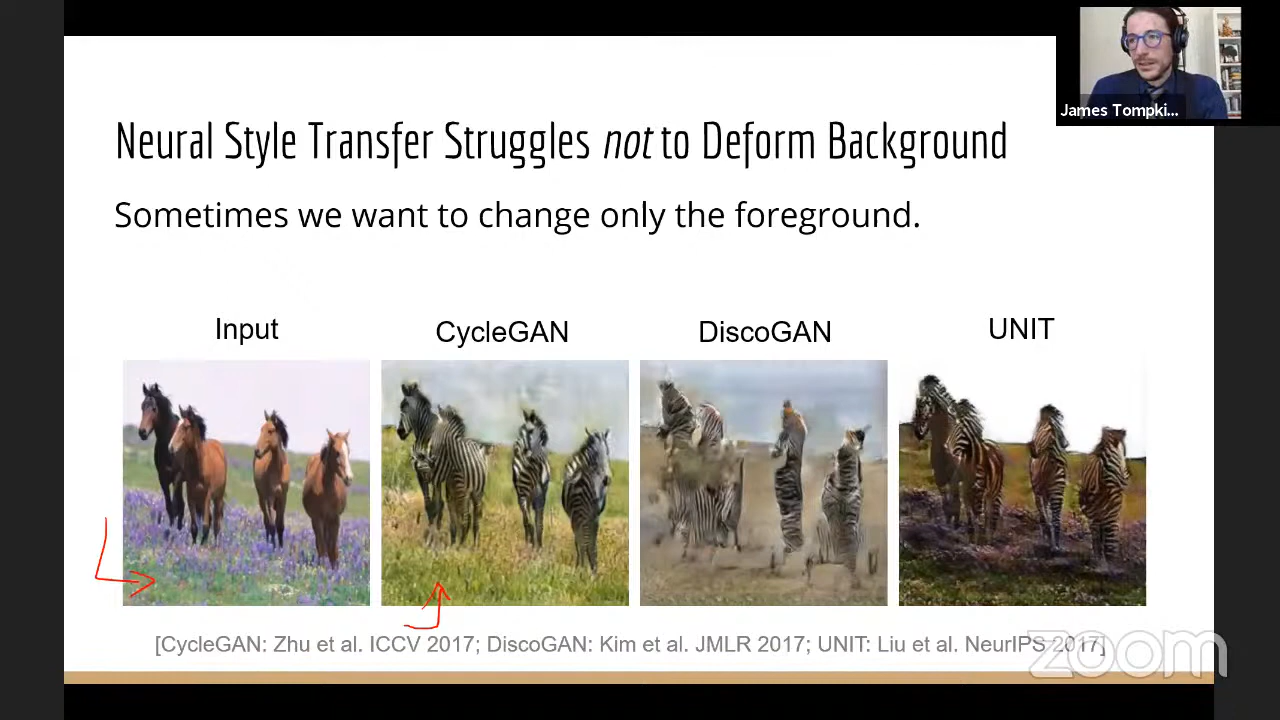 James Tompki...
Neural Style Transfer Struggles not to Deform Background
Sometimes we want to change only the foreground.
Input CycleGAN DiscoGAN UNIT
[CycleGAN: Zhu et al. ICCV 2017; DiscoGAN: Kim et al. JMLR 2017; UNIT: Liu et al. NeurIPS 2017]
zoom